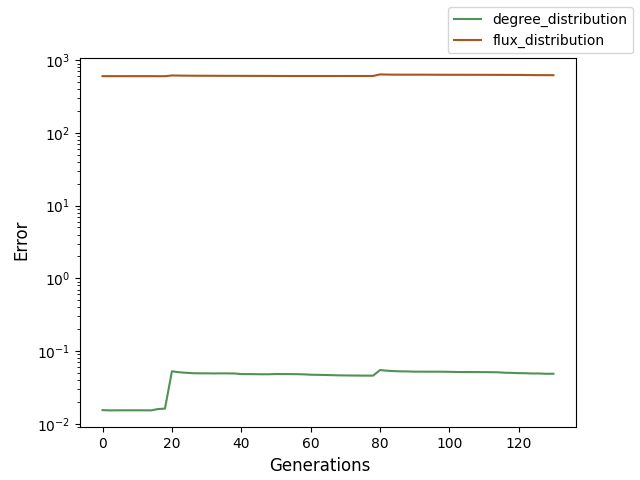 degree_distribution
flux_distribution
10³
10²
10¹
10⁰
10⁻¹
10⁻²
Error
0 20 40 60 80 100 120
Generations